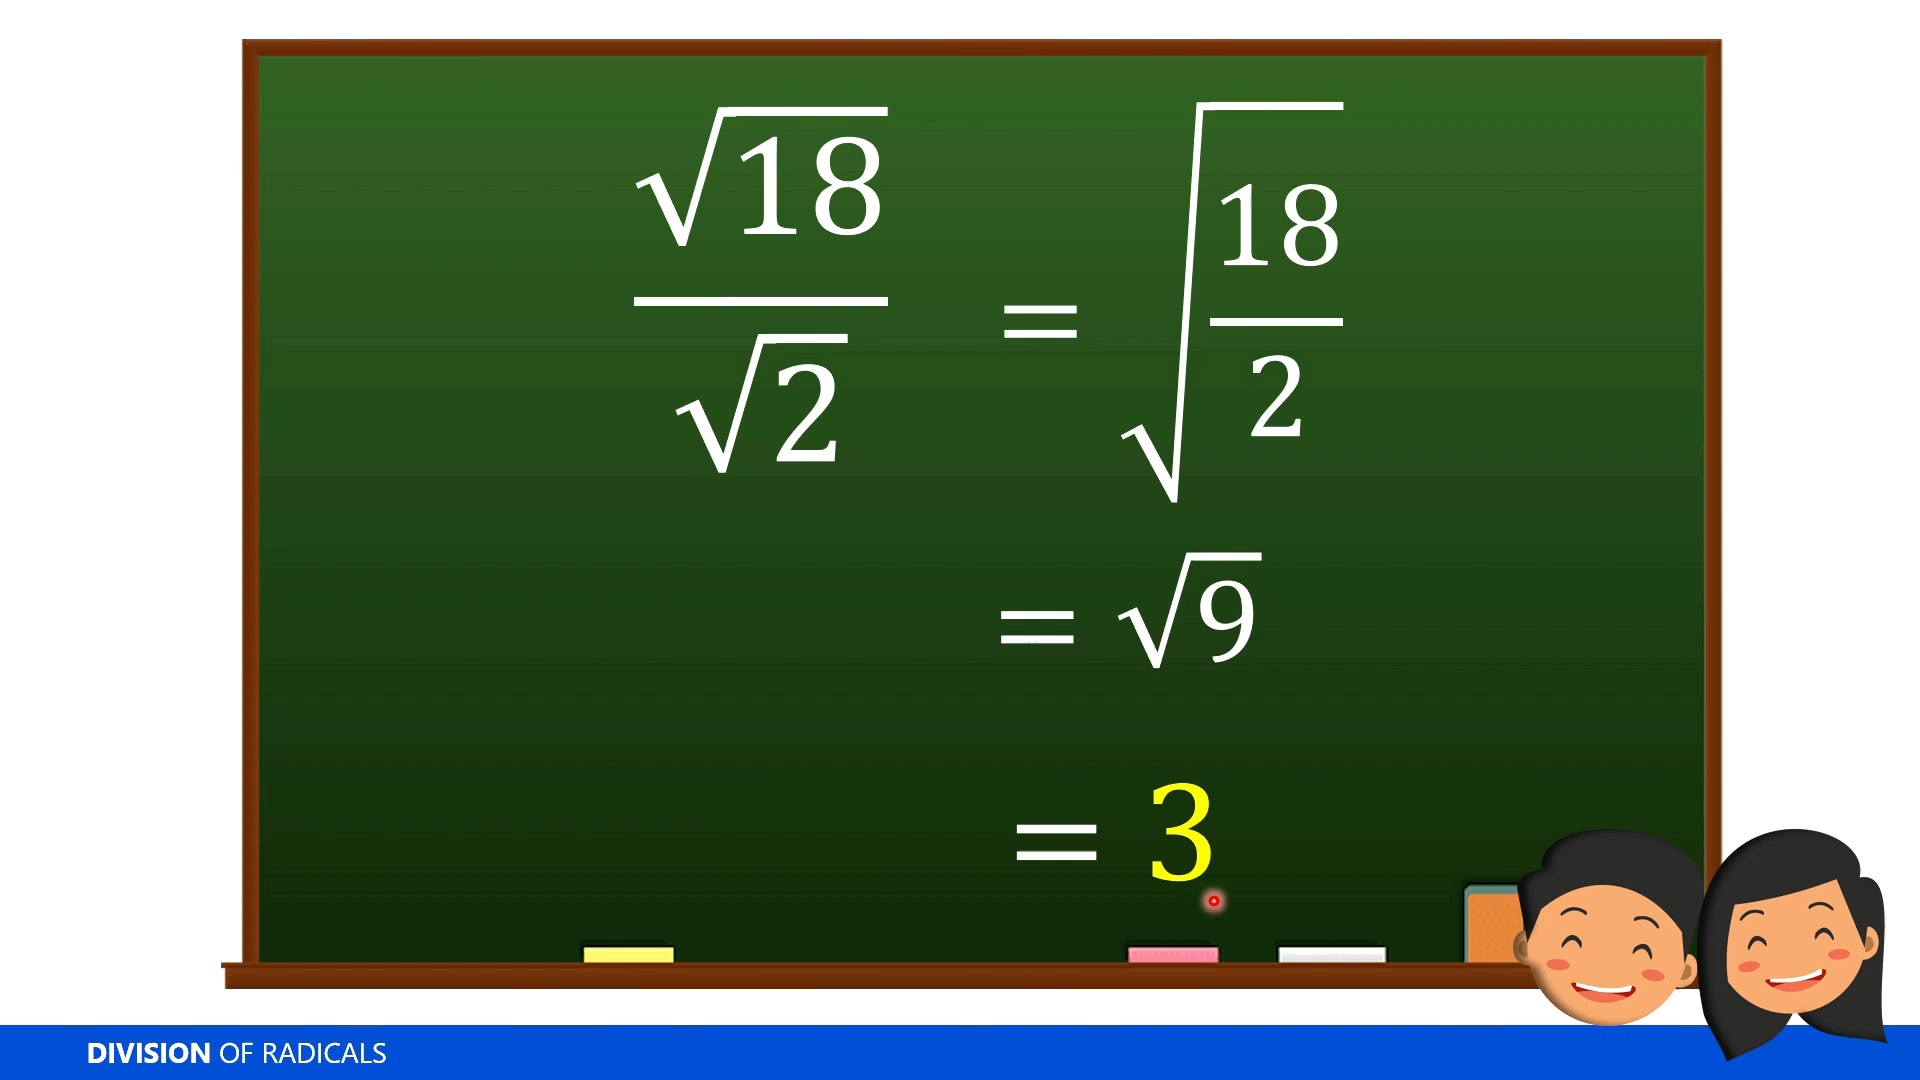 √18 / √2 = √(18/2)
= √9
= 3
DIVISION OF RADICALS